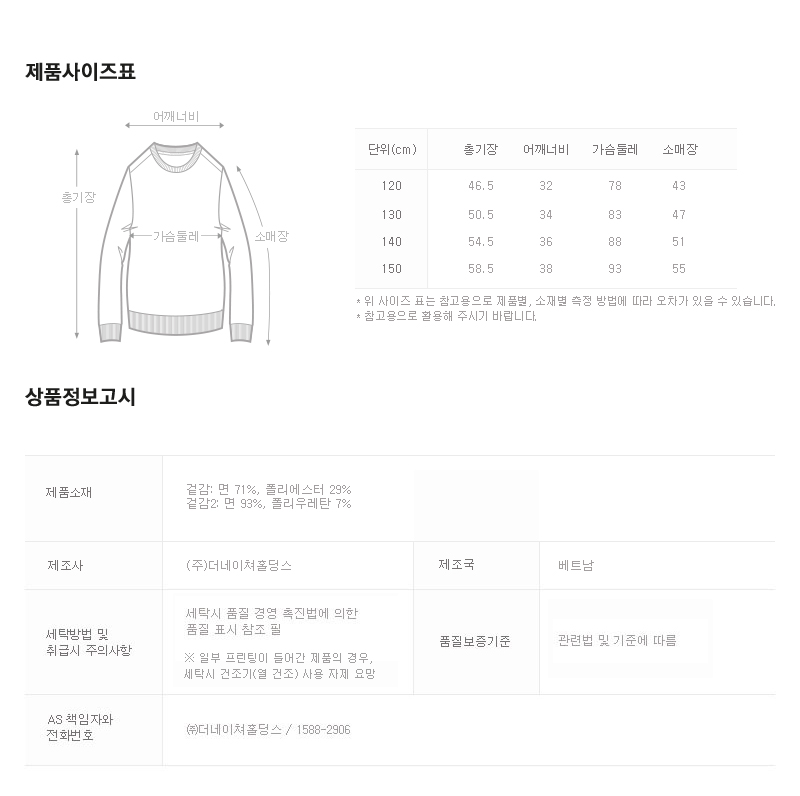 제품사이즈표
어깨너비
총기장
가슴둘레
소매장
단위(cm) 총기장 어깨너비 가슴둘레 소매장
120 46.5 32 78 43
130 50.5 34 83 47
140 54.5 36 88 51
150 58.5 38 93 55
* 위 사이즈 표는 참고용으로 제품별, 소재별 측정 방법에 따라 오차가 있을 수 있습니다.
* 참고용으로 활용해 주시기 바랍니다.
상품정보고시
제품소재
겉감: 면 71%, 폴리에스터 29%
겉감2: 면 93%, 폴리우레탄 7%
제조사 (주)더네이쳐홀딩스 제조국 베트남
세탁방법 및
취급시 주의사항
세탁시 품질 경영 촉진법에 의한
품질 표시 참조 필
※ 일부 프린팅이 들어간 제품의 경우,
세탁시 건조기(열 건조) 사용 자제 요망
품질보증기준 관련법 및 기준에 따름
AS 책임자와
전화번호
㈜더네이쳐홀딩스 / 1588-2906